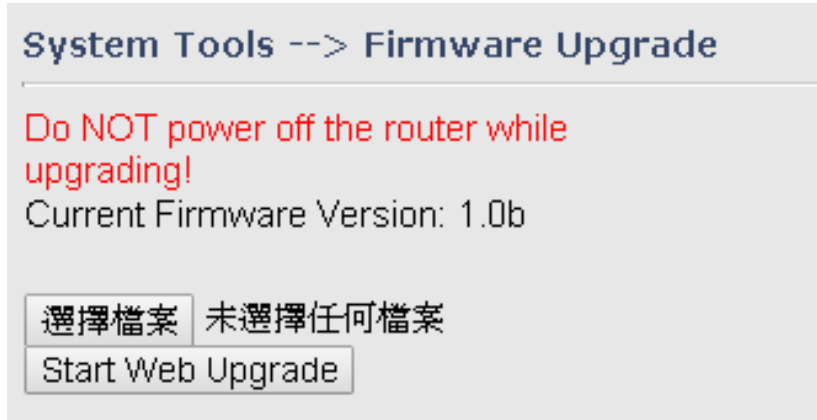 System Tools --> Firmware Upgrade
Do NOT power off the router while
upgrading!
Current Firmware Version: 1.0b
選擇檔案 未選擇任何檔案
Start Web Upgrade